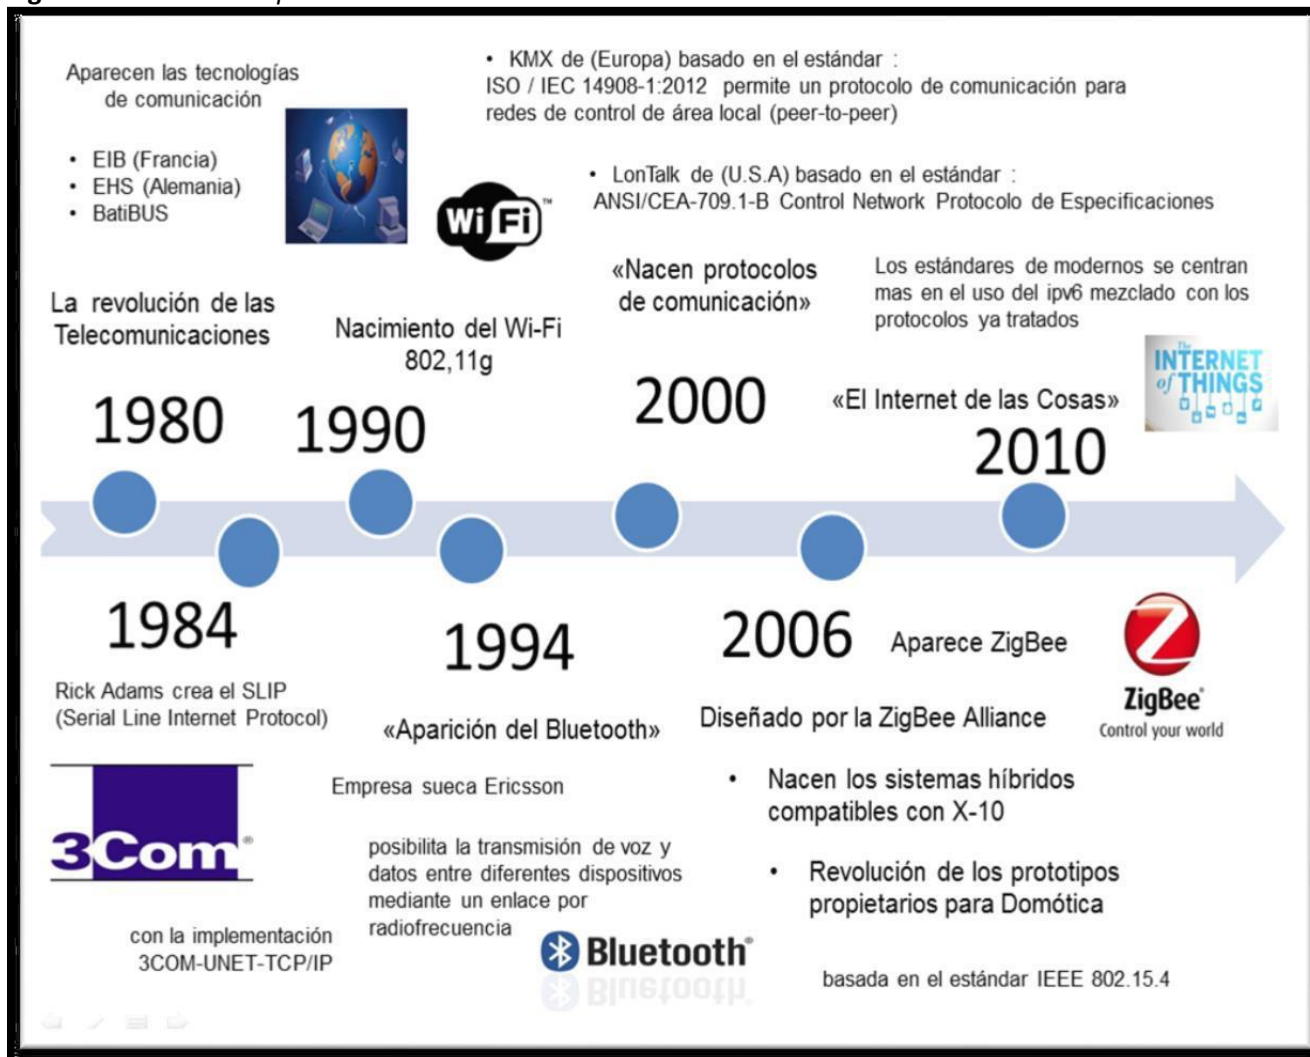 Aparecen las tecnologías
de comunicación
• EIB (Francia)
• EHS (Alemania)
• BatiBUS
• KMX de (Europa) basado en el estándar :
ISO / IEC 14908-1:2012 permite un protocolo de comunicación para
redes de control de área local (peer-to-peer)
WiFi™
• LonTalk de (U.S.A) basado en el estándar :
ANSI/CEA-709.1-B Control Network Protocolo de Especificaciones
La revolución de las
Telecomunicaciones
Nacimiento del Wi-Fi
802,11g
«Nacen protocolos
de comunicación»
Los estándares de modernos se centran
mas en el uso del ipv6 mezclado con los
protocolos ya tratados
The
INTERNET
of THINGS
1980
1990
2000
«El Internet de las Cosas»
2010
1984
Rick Adams crea el SLIP
(Serial Line Internet Protocol)
3Com®
con la implementación
3COM-UNET-TCP/IP
1994
«Aparición del Bluetooth»
Empresa sueca Ericsson
posibilita la transmisión de voz y
datos entre diferentes dispositivos
mediante un enlace por
radiofrecuencia
Bluetooth®
2006
Aparece ZigBee
Z
ZigBee®
Control your world
Diseñado por la ZigBee Alliance
• Nacen los sistemas híbridos
compatibles con X-10
• Revolución de los prototipos
propietarios para Domótica
basada en el estándar IEEE 802.15.4